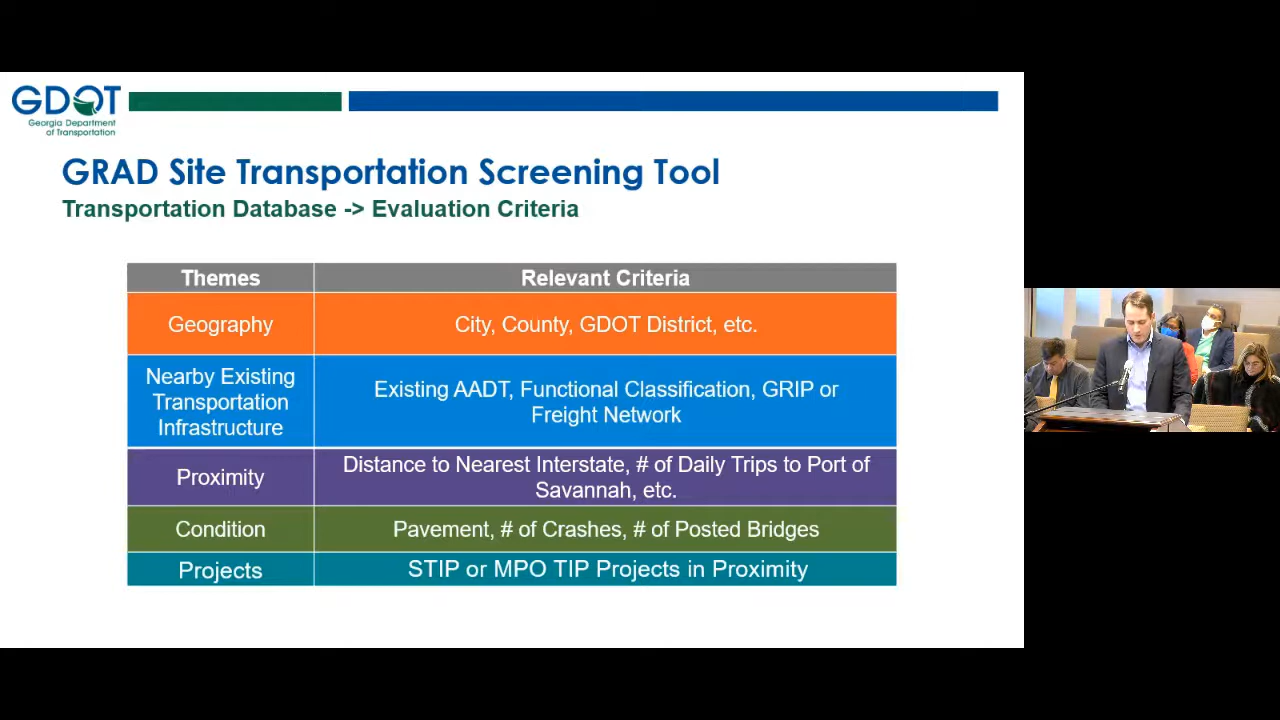 GDOT
Georgia Department
of Transportation
GRAD Site Transportation Screening Tool
Transportation Database -> Evaluation Criteria
Themes
Relevant Criteria
Geography
City, County, GDOT District, etc.
Nearby Existing
Transportation
Infrastructure
Existing AADT, Functional Classification, GRIP or
Freight Network
Proximity
Distance to Nearest Interstate, # of Daily Trips to Port of
Savannah, etc.
Condition
Pavement, # of Crashes, # of Posted Bridges
Projects
STIP or MPO TIP Projects in Proximity